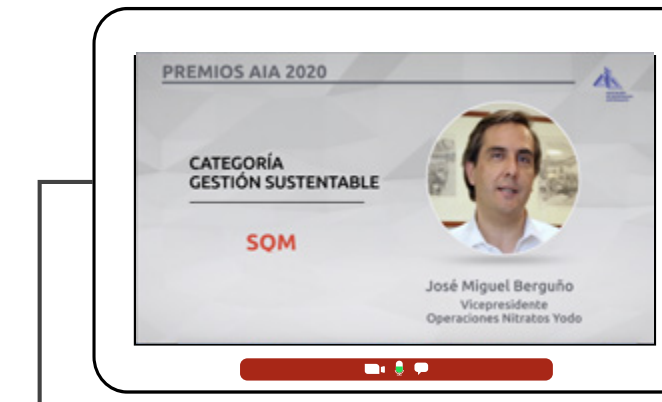 PREMIOS AIA 2020
CATEGORÍA
GESTIÓN SUSTENTABLE
SQM
José Miguel Berguño
Vicepresidente
Operaciones Nitratos Yodo